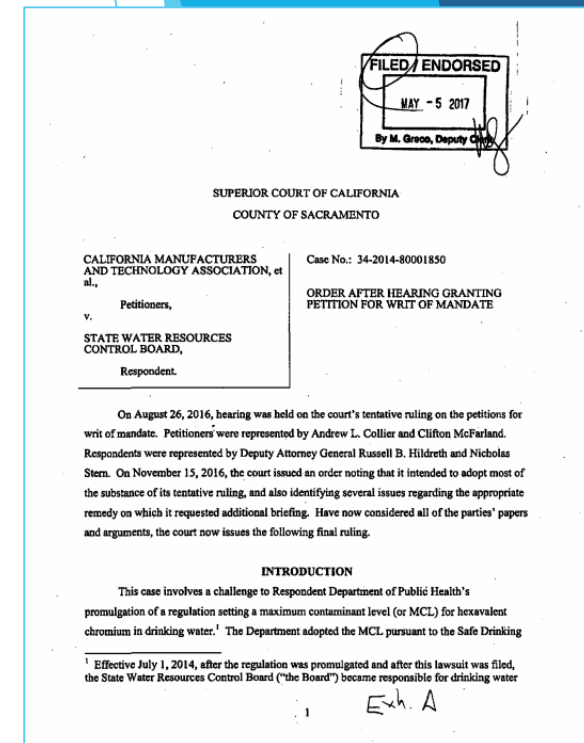 FILED / ENDORSED
MAY - 5 2017
By M. Greco, Deputy Clerk
SUPERIOR COURT OF CALIFORNIA
COUNTY OF SACRAMENTO
CALIFORNIA MANUFACTURERS
AND TECHNOLOGY ASSOCIATION, et
al.,
Petitioners,
v.
STATE WATER RESOURCES
CONTROL BOARD,
Respondent.
Case No.: 34-2014-80001850
ORDER AFTER HEARING GRANTING
PETITION FOR WRIT OF MANDATE
On August 26, 2016, hearing was held on the court's tentative ruling on the petitions for
writ of mandate. Petitioners were represented by Andrew L. Collier and Clifton McFarland.
Respondents were represented by Deputy Attorney General Russell B. Hildreth and Nicholas
Stern. On November 15, 2016, the court issued an order noting that it intended to adopt most of
the substance of its tentative ruling, and also identifying several issues regarding the appropriate
remedy on which it requested additional briefing. Have now considered all of the parties' papers
and arguments, the court now issues the following final ruling.
INTRODUCTION
This case involves a challenge to Respondent Department of Public Health's
promulgation of a regulation setting a maximum contaminant level (or MCL) for hexavalent
chromium in drinking water.¹ The Department adopted the MCL pursuant to the Safe Drinking
¹ Effective July 1, 2014, after the regulation was promulgated and after this lawsuit was filed,
the State Water Resources Control Board ("the Board") became responsible for drinking water
1
Exh. A